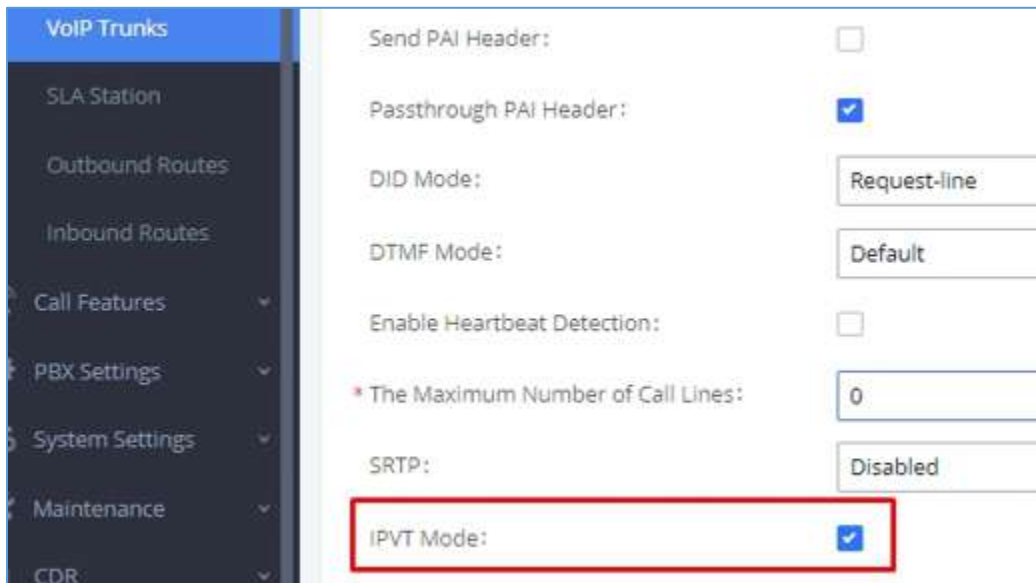 VoIP Trunks
SLA Station
Outbound Routes
Inbound Routes
Call Features
PBX Settings
System Settings
Maintenance
CDR
Send PAI Header:
Passthrough PAI Header:
DID Mode: Request-line
DTMF Mode: Default
Enable Heartbeat Detection:
* The Maximum Number of Call Lines: 0
SRTP: Disabled
IPVT Mode: